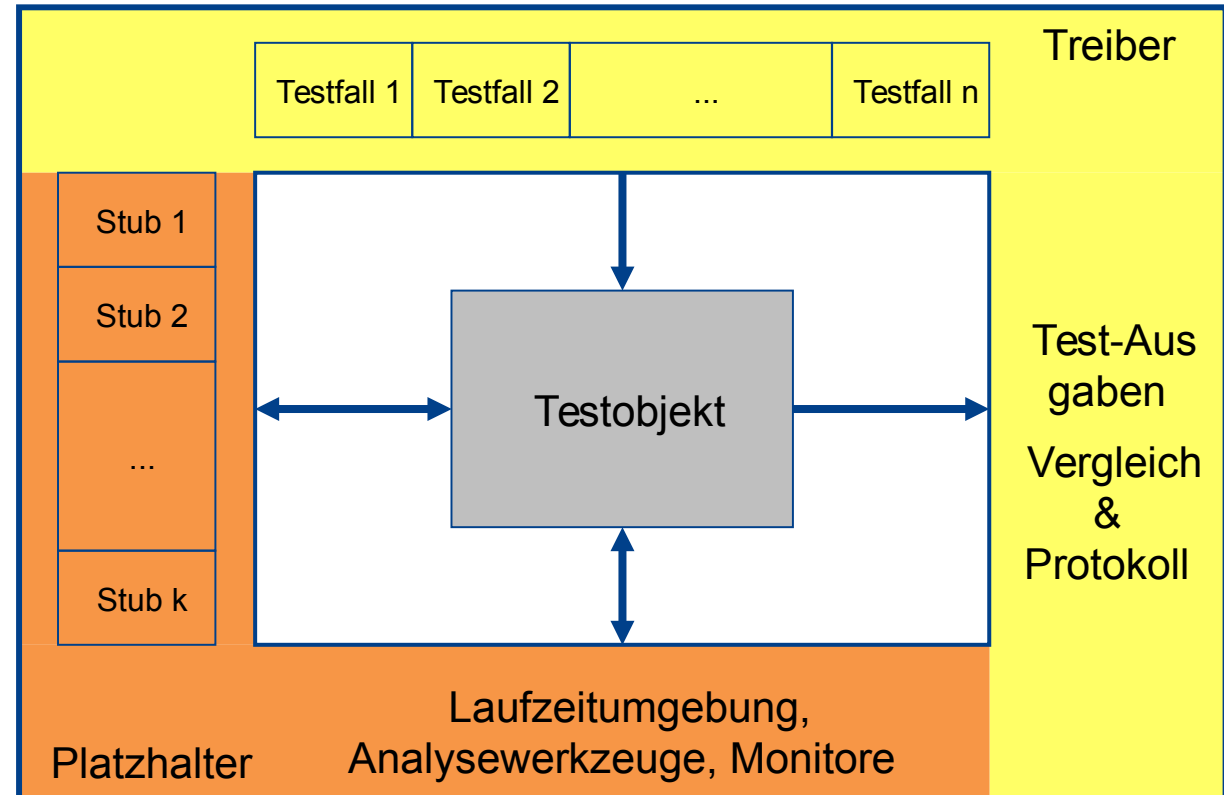 Treiber
Testfall 1
Testfall 2
...
Testfall n
Stub 1
Stub 2
...
Stub k
Testobjekt
Test-Aus
gaben
Vergleich
&
Protokoll
Platzhalter
Laufzeitumgebung,
Analysewerkzeuge, Monitore